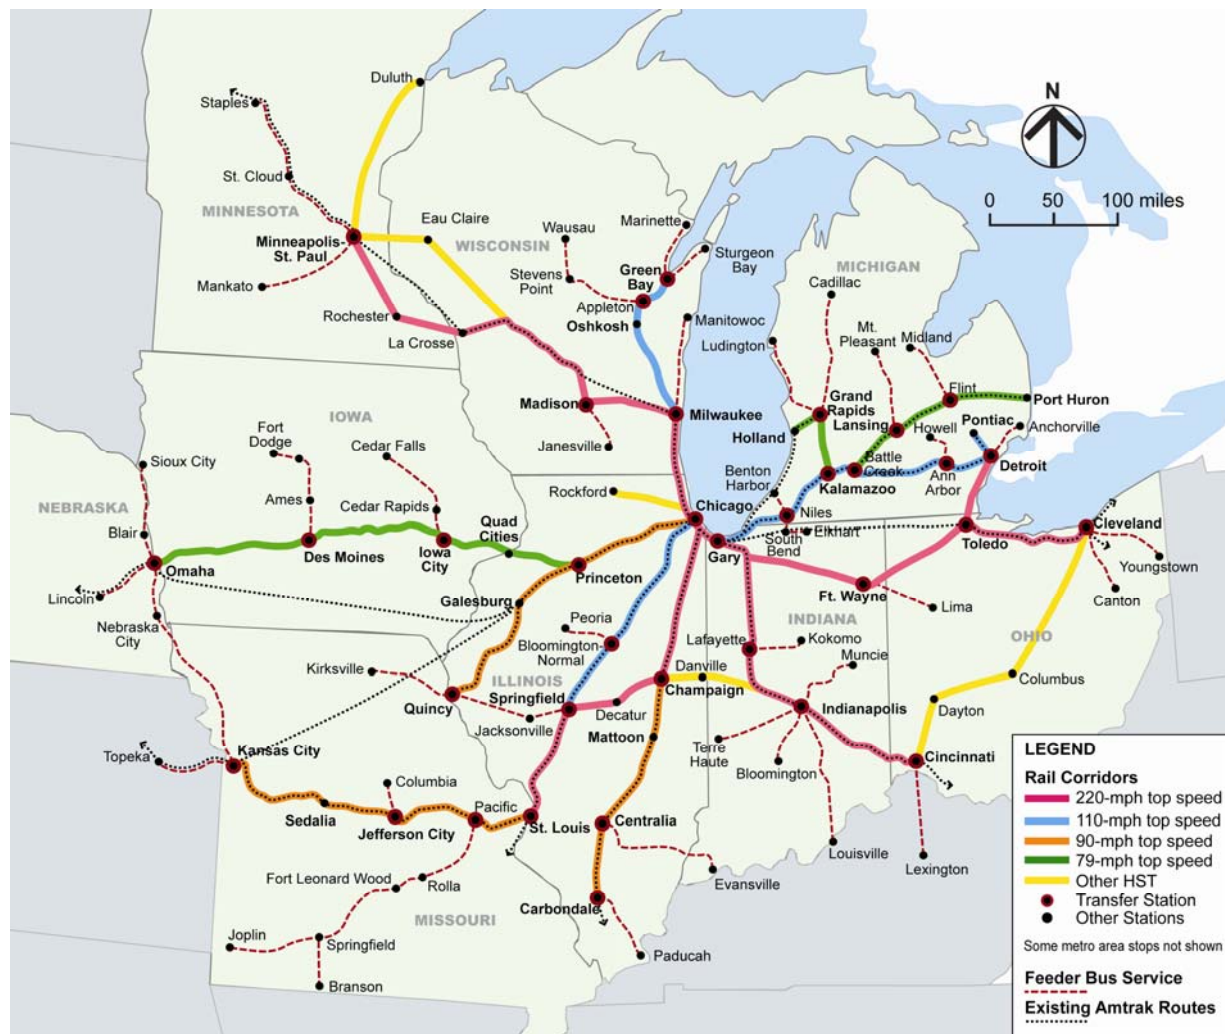 Duluth
Staples
N
St. Cloud
0 50 100 miles
MINNESOTA
Eau Claire
Wausau
Marinette
Minneapolis-
St. Paul
WISCONSIN
Sturgeon
Bay
Stevens
Point
Green
Bay
MICHIGAN
Cadillac
Mankato
Appleton
Rochester
Oshkosh
Manitowoc
Mt.
Pleasant
Midland
La Crosse
Ludington
Flint
Madison
Milwaukee
Grand
Rapids
Lansing
Port Huron
Howell
Pontiac
Anchorville
IOWA
Janesville
Holland
Fort
Dodge
Cedar Falls
Battle
Creek
Ann
Arbor
Detroit
Sioux City
Benton
Harbor
Kalamazoo
NEBRASKA
Ames
Cedar Rapids
Rockford
Chicago
Niles
Blair
Quad
Cities
South
Bend
Elkhart
Cleveland
Des Moines
Iowa
City
Gary
Toledo
Omaha
Princeton
Youngstown
Lincoln
Ft. Wayne
Canton
Nebraska
City
Galesburg
Peoria
Lima
INDIANA
OHIO
Bloomington-
Normal
Lafayette
Kokomo
Kirksville
Muncie
ILLINOIS
Danville
Quincy
Springfield
Champaign
Columbus
Decatur
Indianapolis
Dayton
Jacksonville
Mattoon
Kansas City
Terre
Haute
Topeka
Bloomington
Cincinnati
Columbia
Pacific
Sedalia
Jefferson City
St. Louis
Centralia
Louisville
Lexington
Fort Leonard Wood
Rolla
Evansville
Carbondale
MISSOURI
Joplin
Springfield
Paducah
Branson
LEGEND
Rail Corridors
220-mph top speed
110-mph top speed
90-mph top speed
79-mph top speed
Other HST
Transfer Station
Other Stations
Some metro area stops not shown
Feeder Bus Service
Existing Amtrak Routes